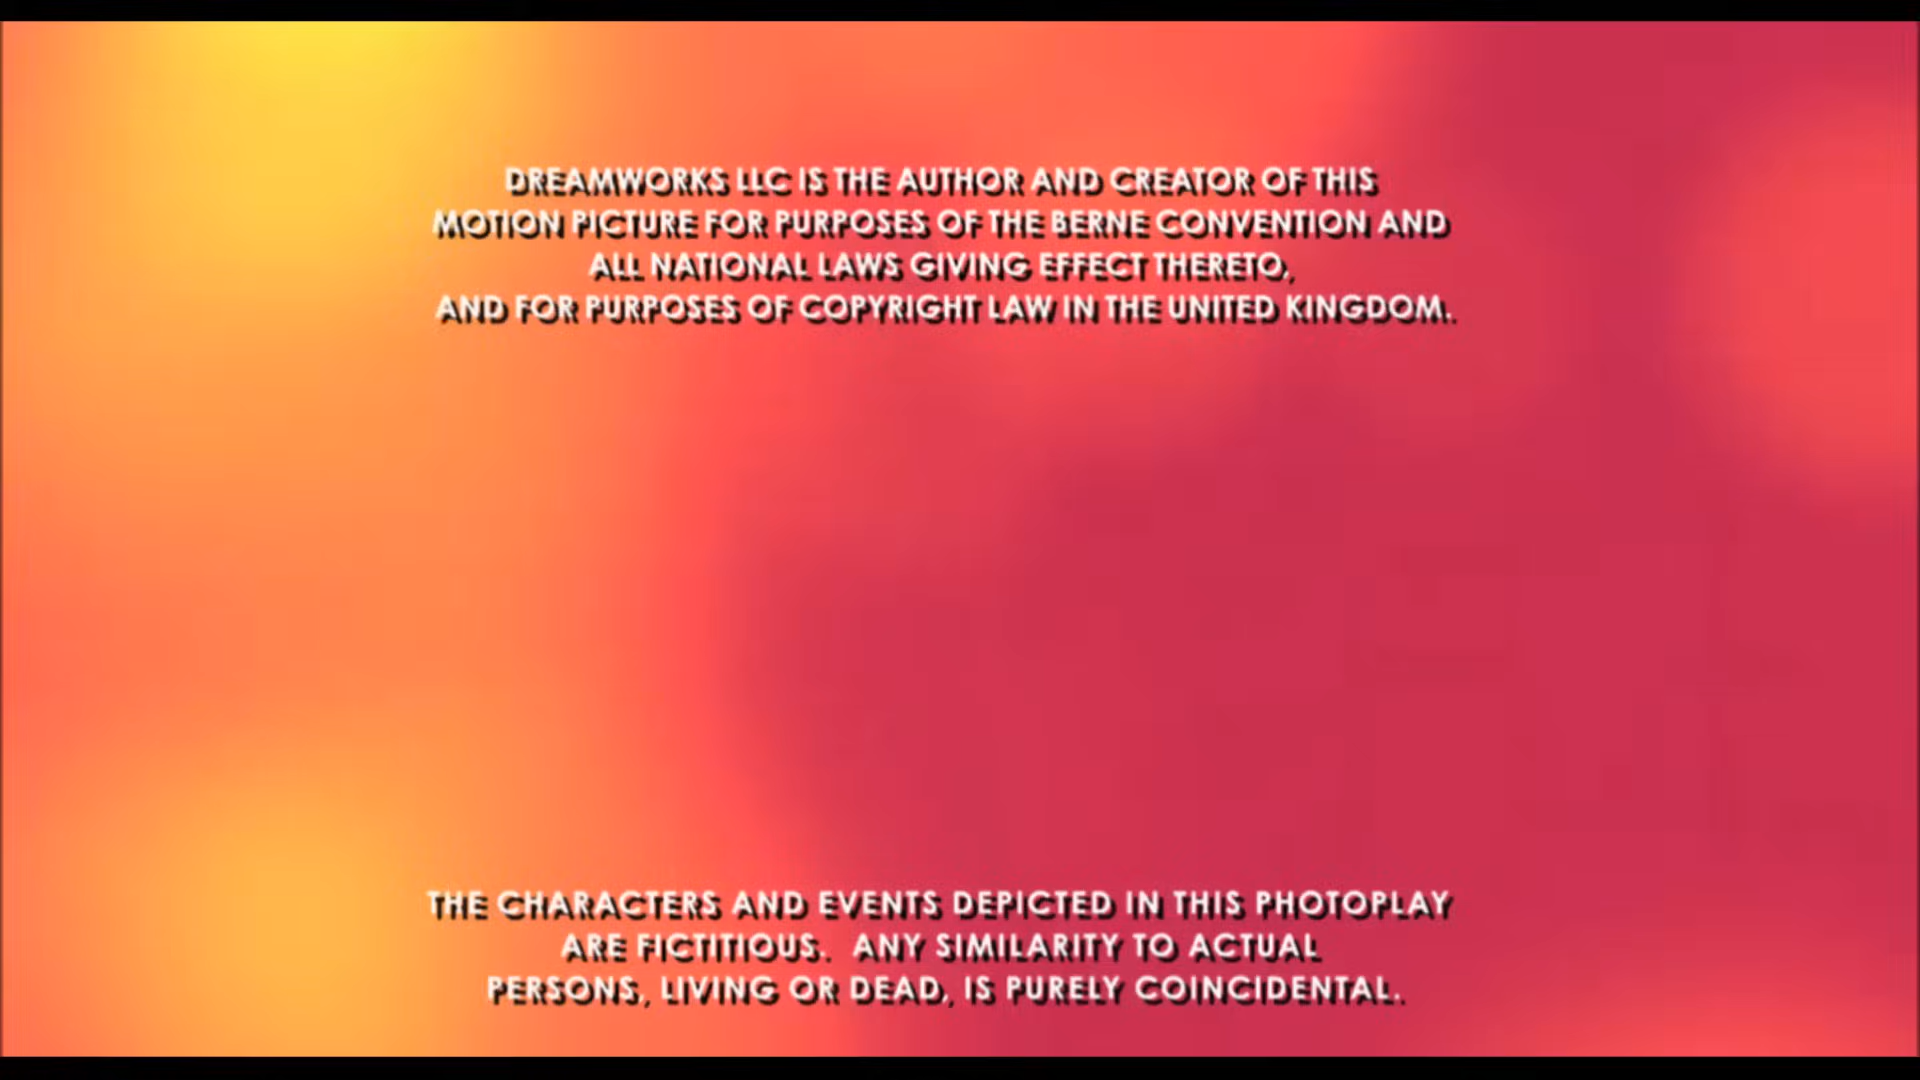 DREAMWORKS LLC IS THE AUTHOR AND CREATOR OF THIS
MOTION PICTURE FOR PURPOSES OF THE BERNE CONVENTION AND
ALL NATIONAL LAWS GIVING EFFECT THERETO,
AND FOR PURPOSES OF COPYRIGHT LAW IN THE UNITED KINGDOM.
THE CHARACTERS AND EVENTS DEPICTED IN THIS PHOTOPLAY
ARE FICTITIOUS.  ANY SIMILARITY TO ACTUAL
PERSONS, LIVING OR DEAD, IS PURELY COINCIDENTAL.